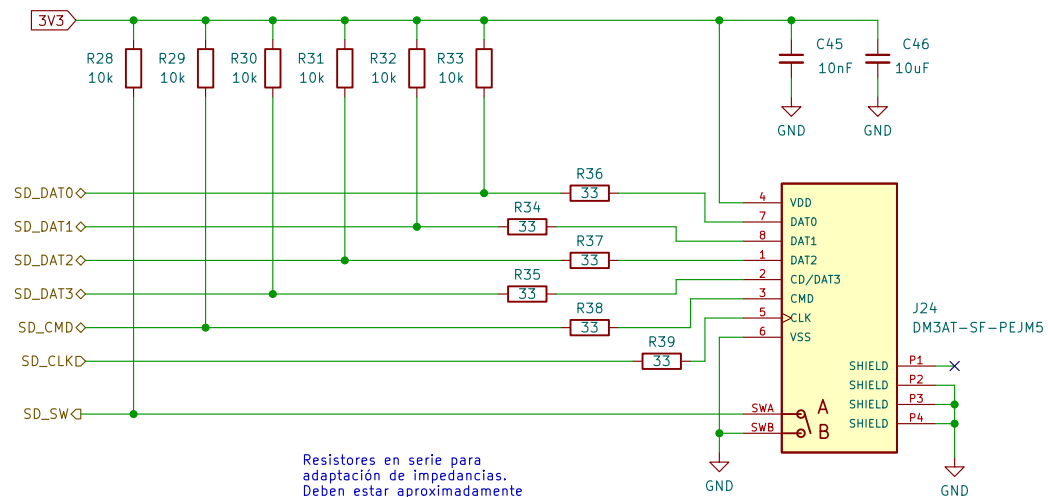 3V3
R28 10k
R29 10k
R30 10k
R31 10k
R32 10k
R33 10k
C45 10nF
C46 10uF
GND
GND
SD_DAT0
R36
33
4 VDD
7 DAT0
SD_DAT1
R34
33
8 DAT1
SD_DAT2
R37
33
1 DAT2
SD_DAT3
R35
33
2 CD/DAT3
SD_CMD
R38
33
3 CMD
5 CLK
6 VSS
SD_CLK
R39
33
J24
DM3AT-SF-PEJM5
SHIELD P1
SHIELD P2
SHIELD P3
SHIELD P4
SD_SW
SWA A
SWB B
GND
GND
Resistores en serie para
adaptación de impedancias.
Deben estar aproximadamente